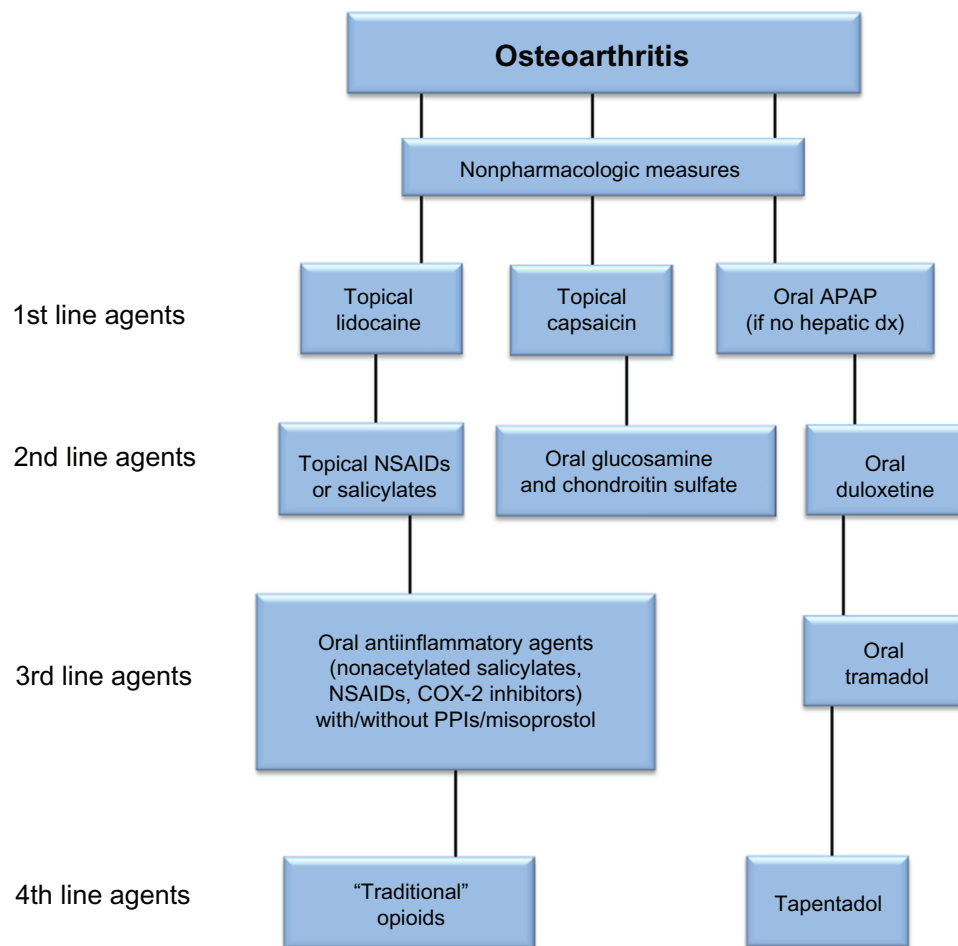 Osteoarthritis
Nonpharmacologic measures
1st line agents
Topical
lidocaine
Topical
capsaicin
Oral APAP
(if no hepatic dx)
2nd line agents
Topical NSAIDs
or salicylates
Oral glucosamine
and chondroitin sulfate
Oral
duloxetine
3rd line agents
Oral antiinflammatory agents
(nonacetylated salicylates,
NSAIDs, COX-2 inhibitors)
with/without PPIs/misoprostol
Oral
tramadol
4th line agents
“Traditional”
opioids
Tapentadol